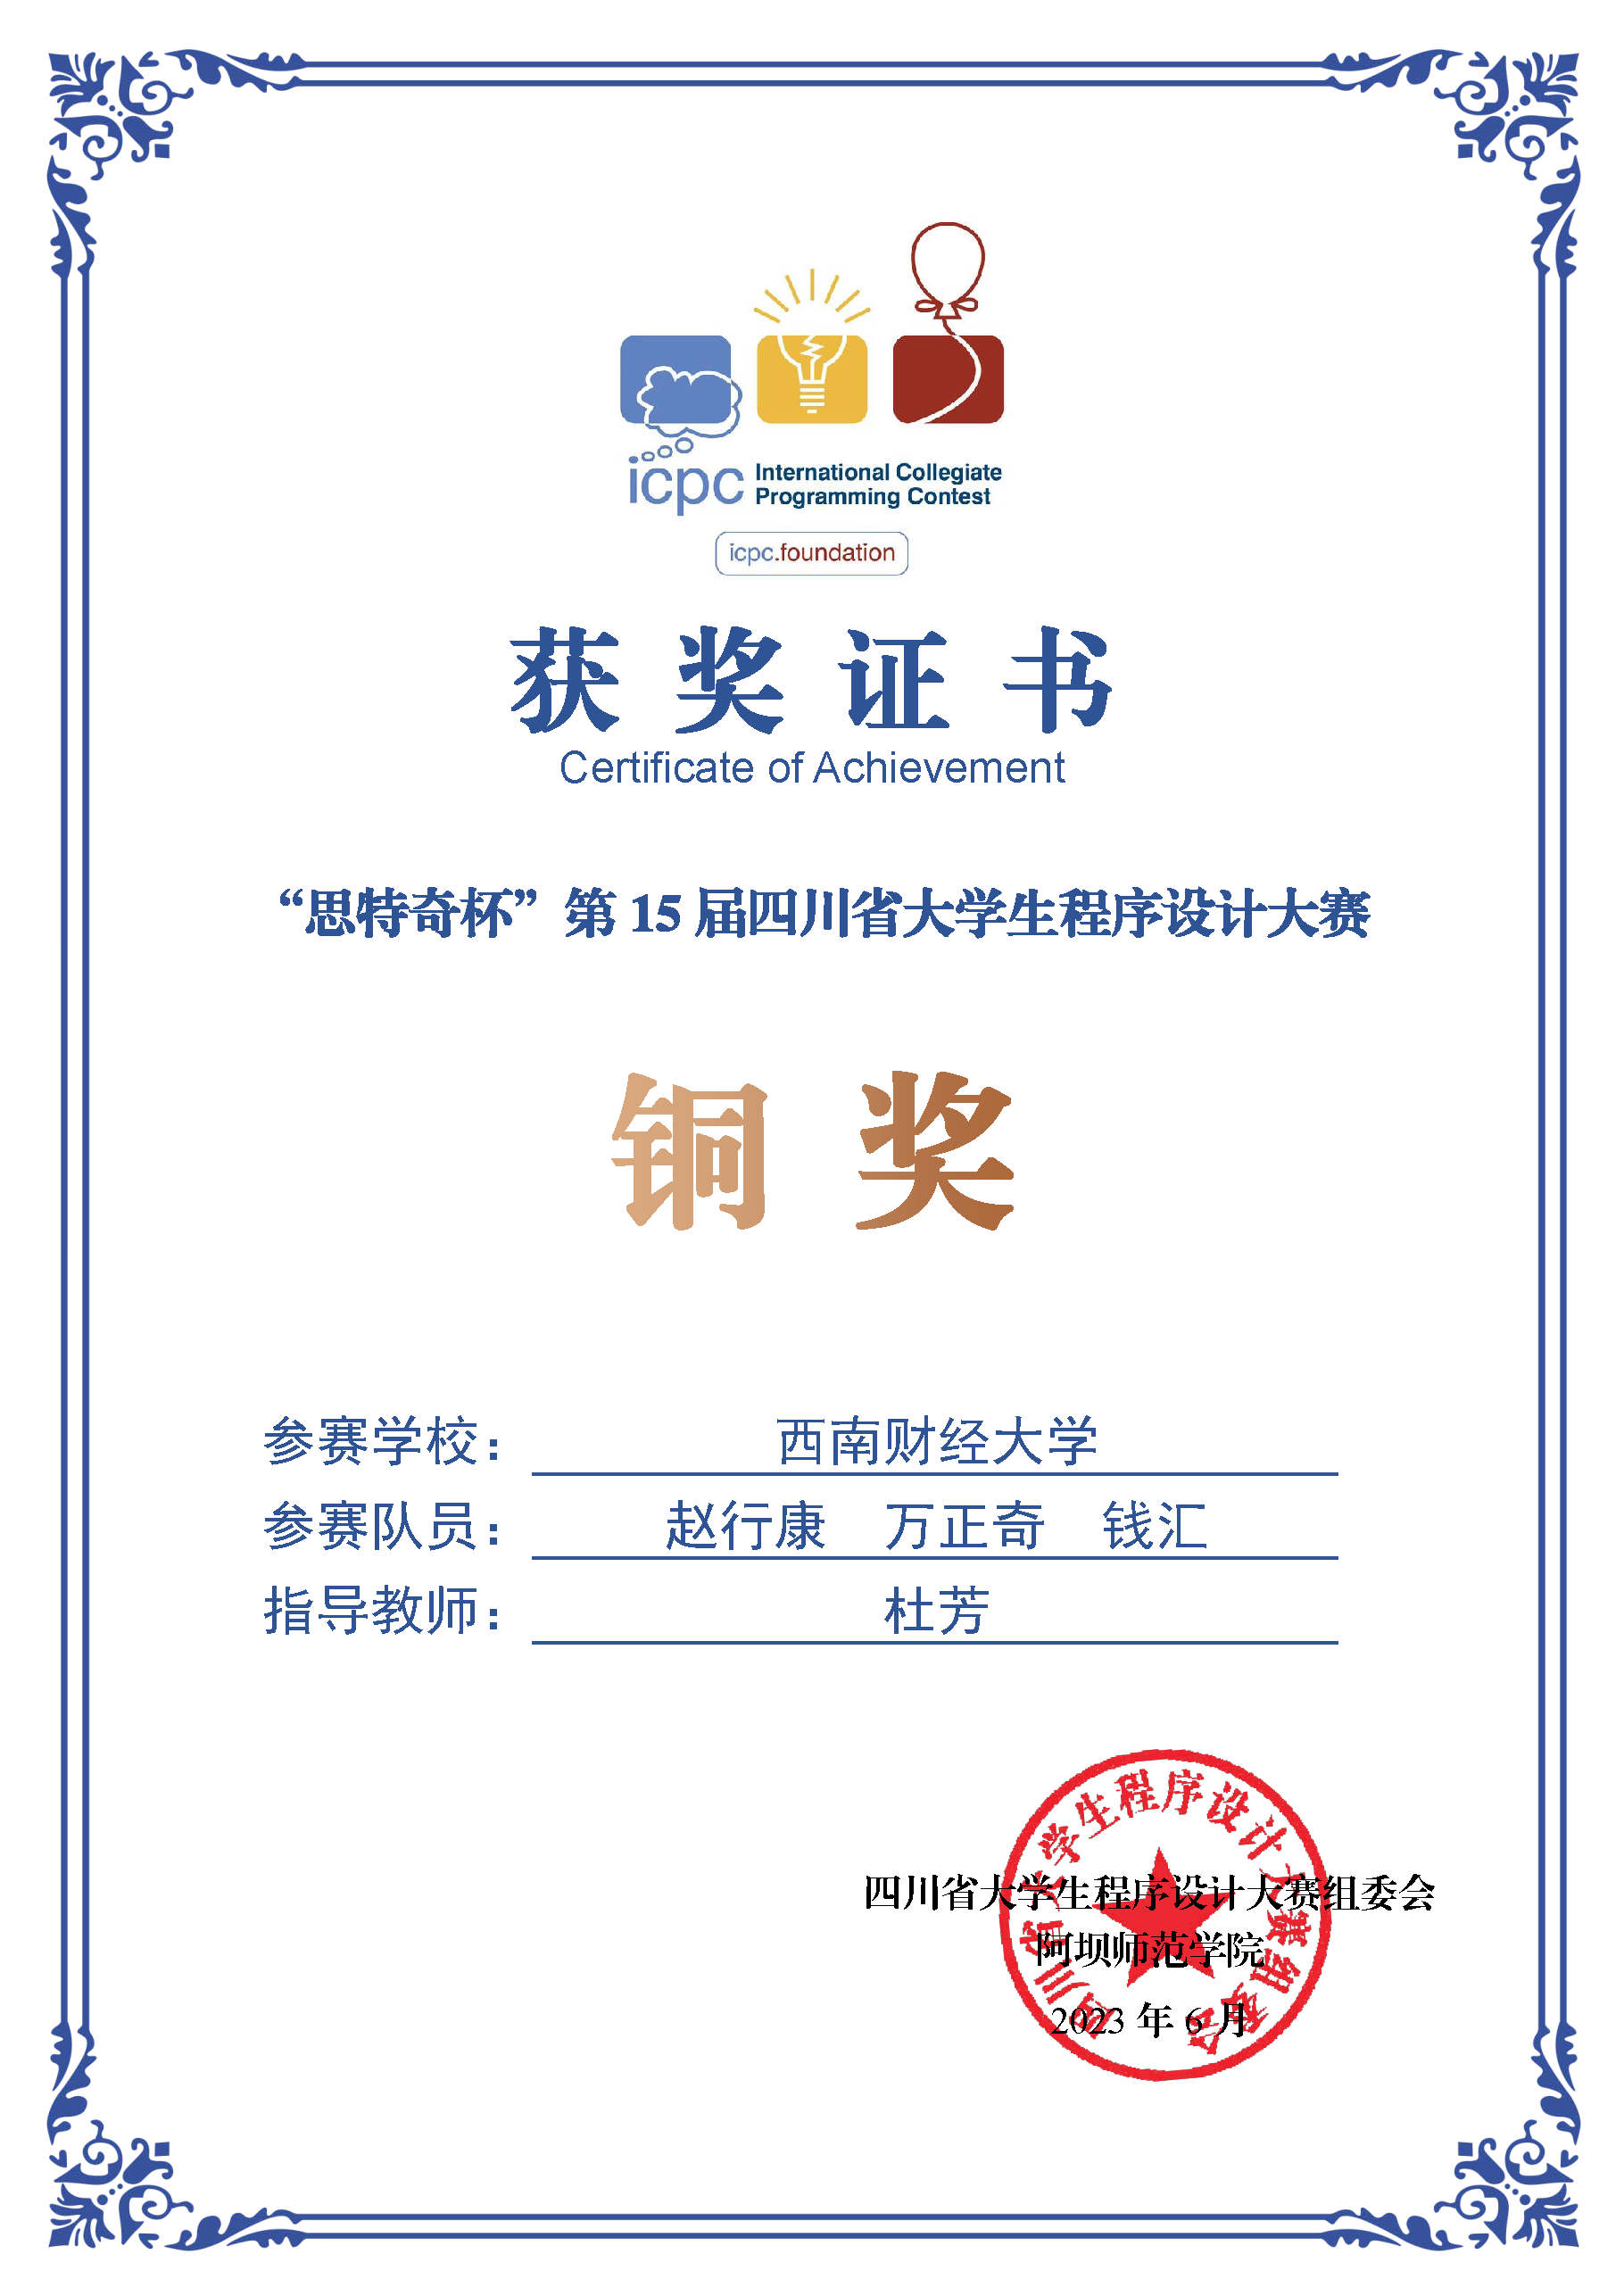 icpc International Collegiate
Programming Contest
icpc.foundation
获奖证书
Certificate of Achievement
“思特奇杯”第 15 届四川省大学生程序设计大赛
铜奖
参赛学校： 西南财经大学
参赛队员： 赵行康 万正奇 钱汇
指导教师： 杜芳
四川省大学生程序设计大赛组委会
四川省大学生程序设计大赛组委会
阿坝师范学院
2023 年 6 月